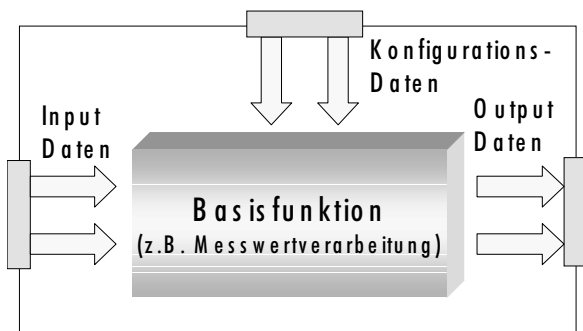 Konfigurations-
Daten
Input
Daten
Output
Daten
Basisfunktion
(z.B. Messwertverarbeitung)